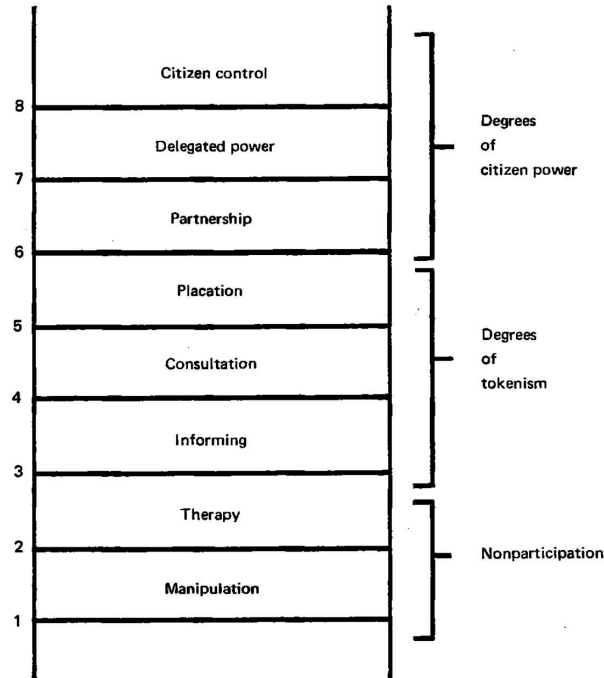 Citizen control
8
Delegated power
7
Partnership
6
Placation
5
Consultation
4
Informing
3
Therapy
2
Manipulation
1
Degrees
of
citizen power
Degrees
of
tokenism
Nonparticipation